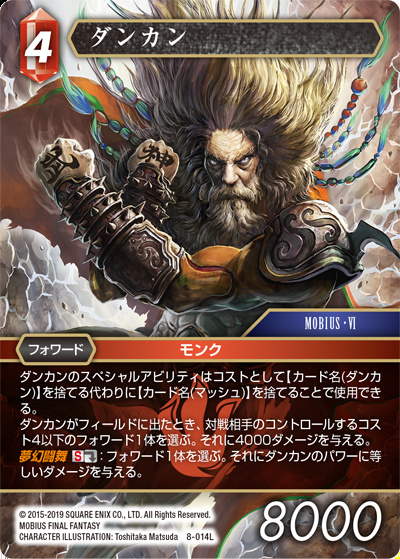 4
ダンカン
武
神
MOBIUS・VI
フォワード
モンク
ダンカンのスペシャルアビリティはコストとして【カード名(ダンカ
ン)】を捨てる代わりに【カード名(マッシュ)】を捨てることで使用でき
る。
ダンカンがフィールドに出たとき、対戦相手のコントロールするコス
ト4以下のフォワード1体を選ぶ。それに4000ダメージを与える。
夢幻闘舞 S:フォワード1体を選ぶ。それにダンカンのパワーに等
しいダメージを与える。
© 2015-2019 SQUARE ENIX CO., LTD. All Rights Reserved.
MOBIUS FINAL FANTASY
CHARACTER ILLUSTRATION: Toshitaka Matsuda 8-014L
8000